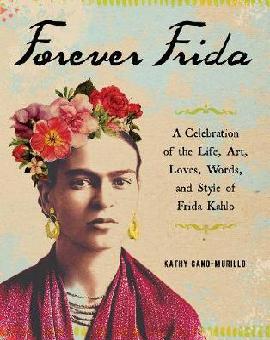 Forever Frida
A Celebration
of the Life, Art,
Loves, Words,
and Style of
Frida Kahlo
KATHY CANO-MURILLO